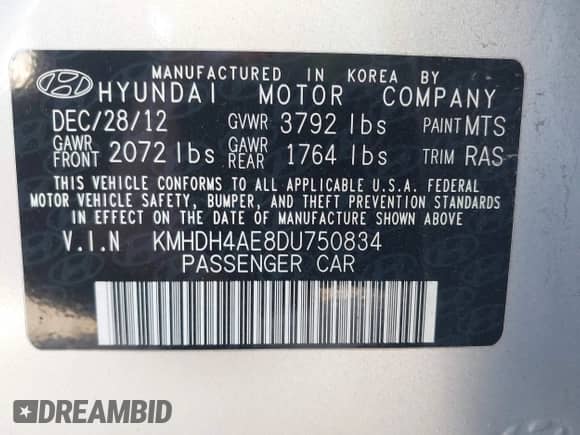 MANUFACTURED IN KOREA BY
HYUNDAI MOTOR COMPANY
DEC/28/12 GVWR 3792 lbs PAINT MTS
GAWR FRONT 2072 lbs GAWR REAR 1764 lbs TRIM RAS
THIS VEHICLE CONFORMS TO ALL APPLICABLE U.S.A. FEDERAL
MOTOR VEHICLE SAFETY, BUMPER, AND THEFT PREVENTION STANDARDS
IN EFFECT ON THE DATE OF MANUFACTURE SHOWN ABOVE
V.I.N KMHDH4AE8DU750834
PASSENGER CAR
DREAMBID